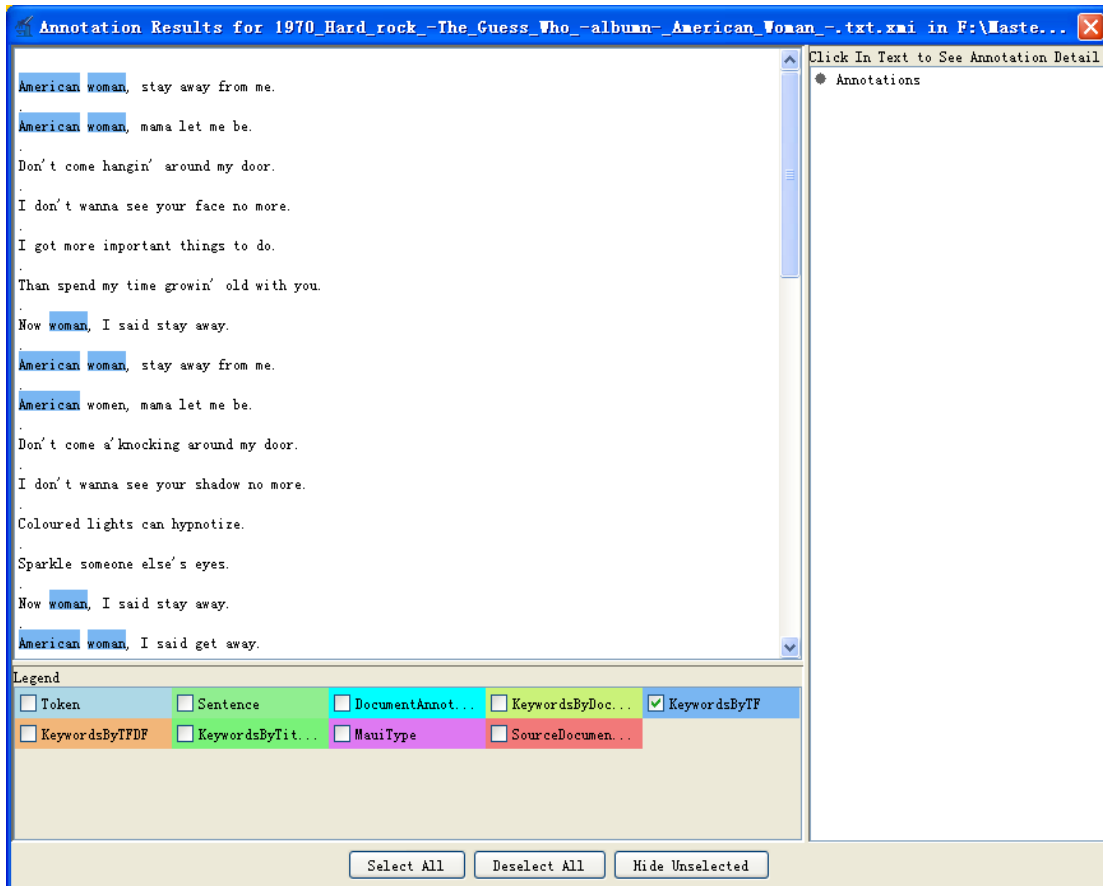 Annotation Results for 1970_Hard_rock_-The_Guess_Who_-albumn-_American_Woman_-.txt.xmi in F:\Maste...
American woman, stay away from me.
.
American woman, mama let me be.
.
Don't come hangin' around my door.
.
I don't wanna see your face no more.
.
I got more important things to do.
.
Than spend my time growin' old with you.
.
Now woman, I said stay away.
.
American woman, stay away from me.
.
American women, mama let me be.
.
Don't come a'knocking around my door.
.
I don't wanna see your shadow no more.
.
Coloured lights can hypnotize.
.
Sparkle someone else's eyes.
.
Now woman, I said stay away.
.
American woman, I said get away.
Click In Text to See Annotation Detail
Annotations
Legend
Token Sentence DocumentAnnot... KeywordsByDoc... KeywordsByTF
KeywordsByTFDF KeywordsByTit... MauiType SourceDocumen...
Select All Deselect All Hide Unselected